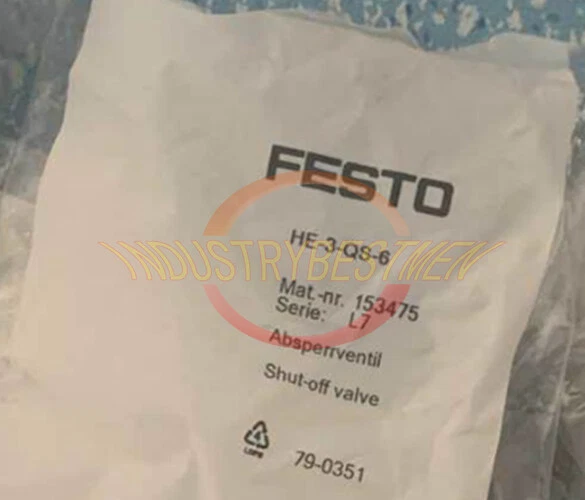 FESTO
HE-3-QS-6
INDUSTRYBESTMEN
Mat.-nr. 153475
Serie: L7
Absperrventil
Shut-off valve
79-0351